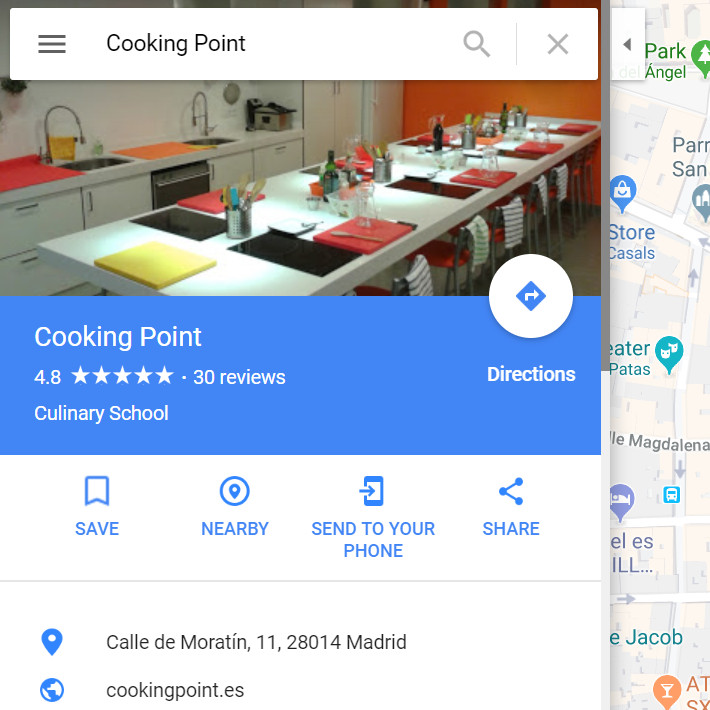 Cooking Point
Cooking Point
4.8 · 30 reviews
Directions
Culinary School
SAVE
NEARBY
SEND TO YOUR
PHONE
SHARE
Calle de Moratín, 11, 28014 Madrid
cookingpoint.es
Park
del Ángel
Parr
San
Store
Casals
eater
Patas
lle Magdalena
el es
ILL...
e Jacob
AT
SX